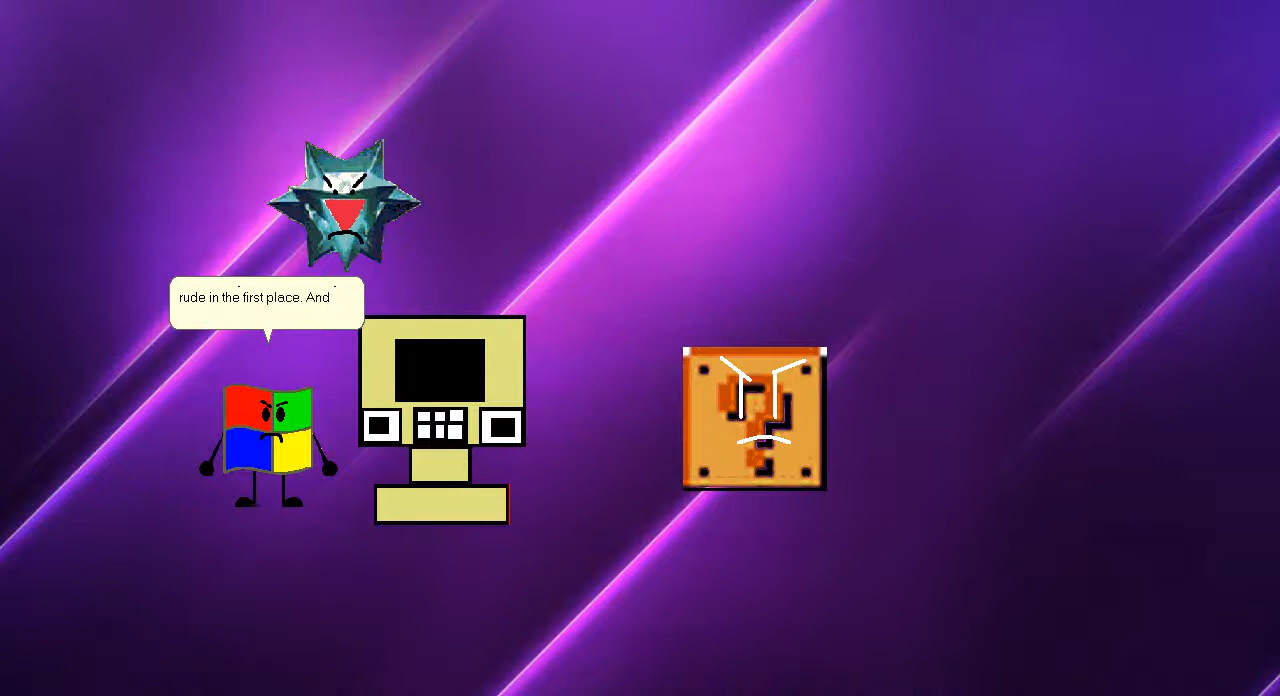 rude in the first place. And
?